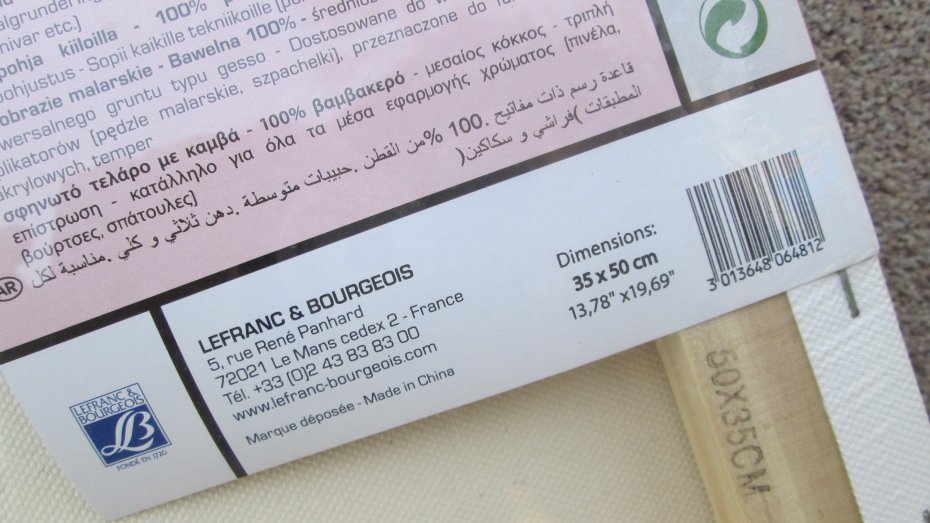 pohja kiiloilla - 100%
pohjustus - Sopii kaikille tekniikoille
obrazie malarskie - Bawełna 100% - średnio
wersalnego gruntu typu gesso - Dostosowane do w
plikatorów (pędzle malarskie, szpachelki), przeznaczone do far
akrylowych, temper
σφηνωτό τελάρο με καμβά - 100% βαμβακερό - μεσαίος κόκκος - τριπλή
επίστρωση - κατάλληλο για όλα τα μέσα εφαρμογής χρώματος (πινέλα,
βούρτσες, σπάτουλες)
قاعدة رسم ذات مفاتيح .100 %من القطن .حبيبات متوسطة .دهن ثلاثي و كلي .مناسبة لكل
المطبقات )فراشي و سكاكين(
AR
LEFRANC & BOURGEOIS
5, rue René Panhard
72021 Le Mans cedex 2 - France
Tél. +33 (0)2 43 83 83 00
www.lefranc-bourgeois.com
Marque déposée - Made in China
LEFRANC &
BOURGEOIS
LB
FONDÉ EN 1720
Dimensions:
35 x 50 cm
13,78" x19,69"
3 013648 064812
50X35CM